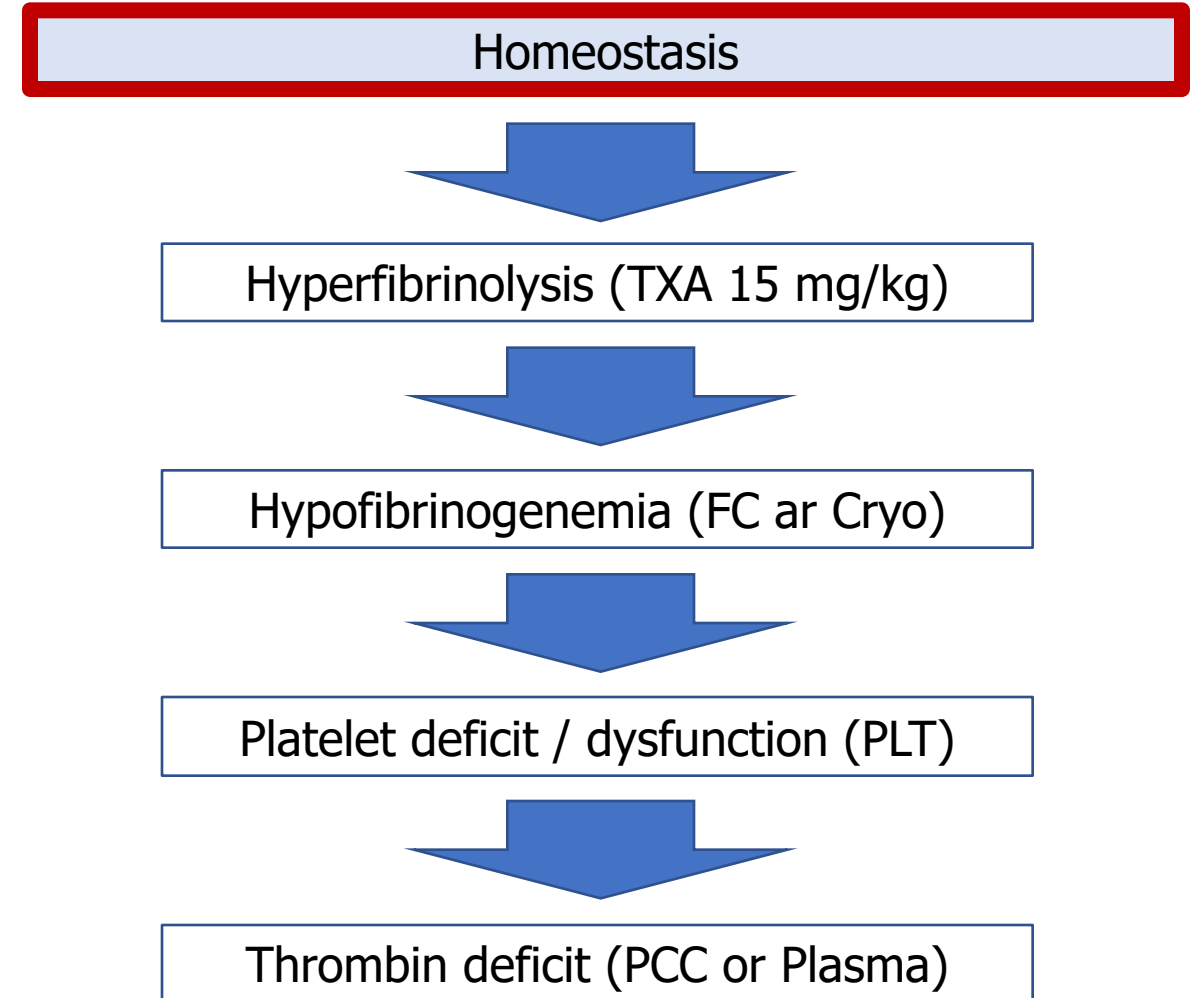 Homeostasis
Hyperfibrinolysis (TXA 15 mg/kg)
Hypofibrinogenemia (FC ar Cryo)
Platelet deficit / dysfunction (PLT)
Thrombin deficit (PCC or Plasma)